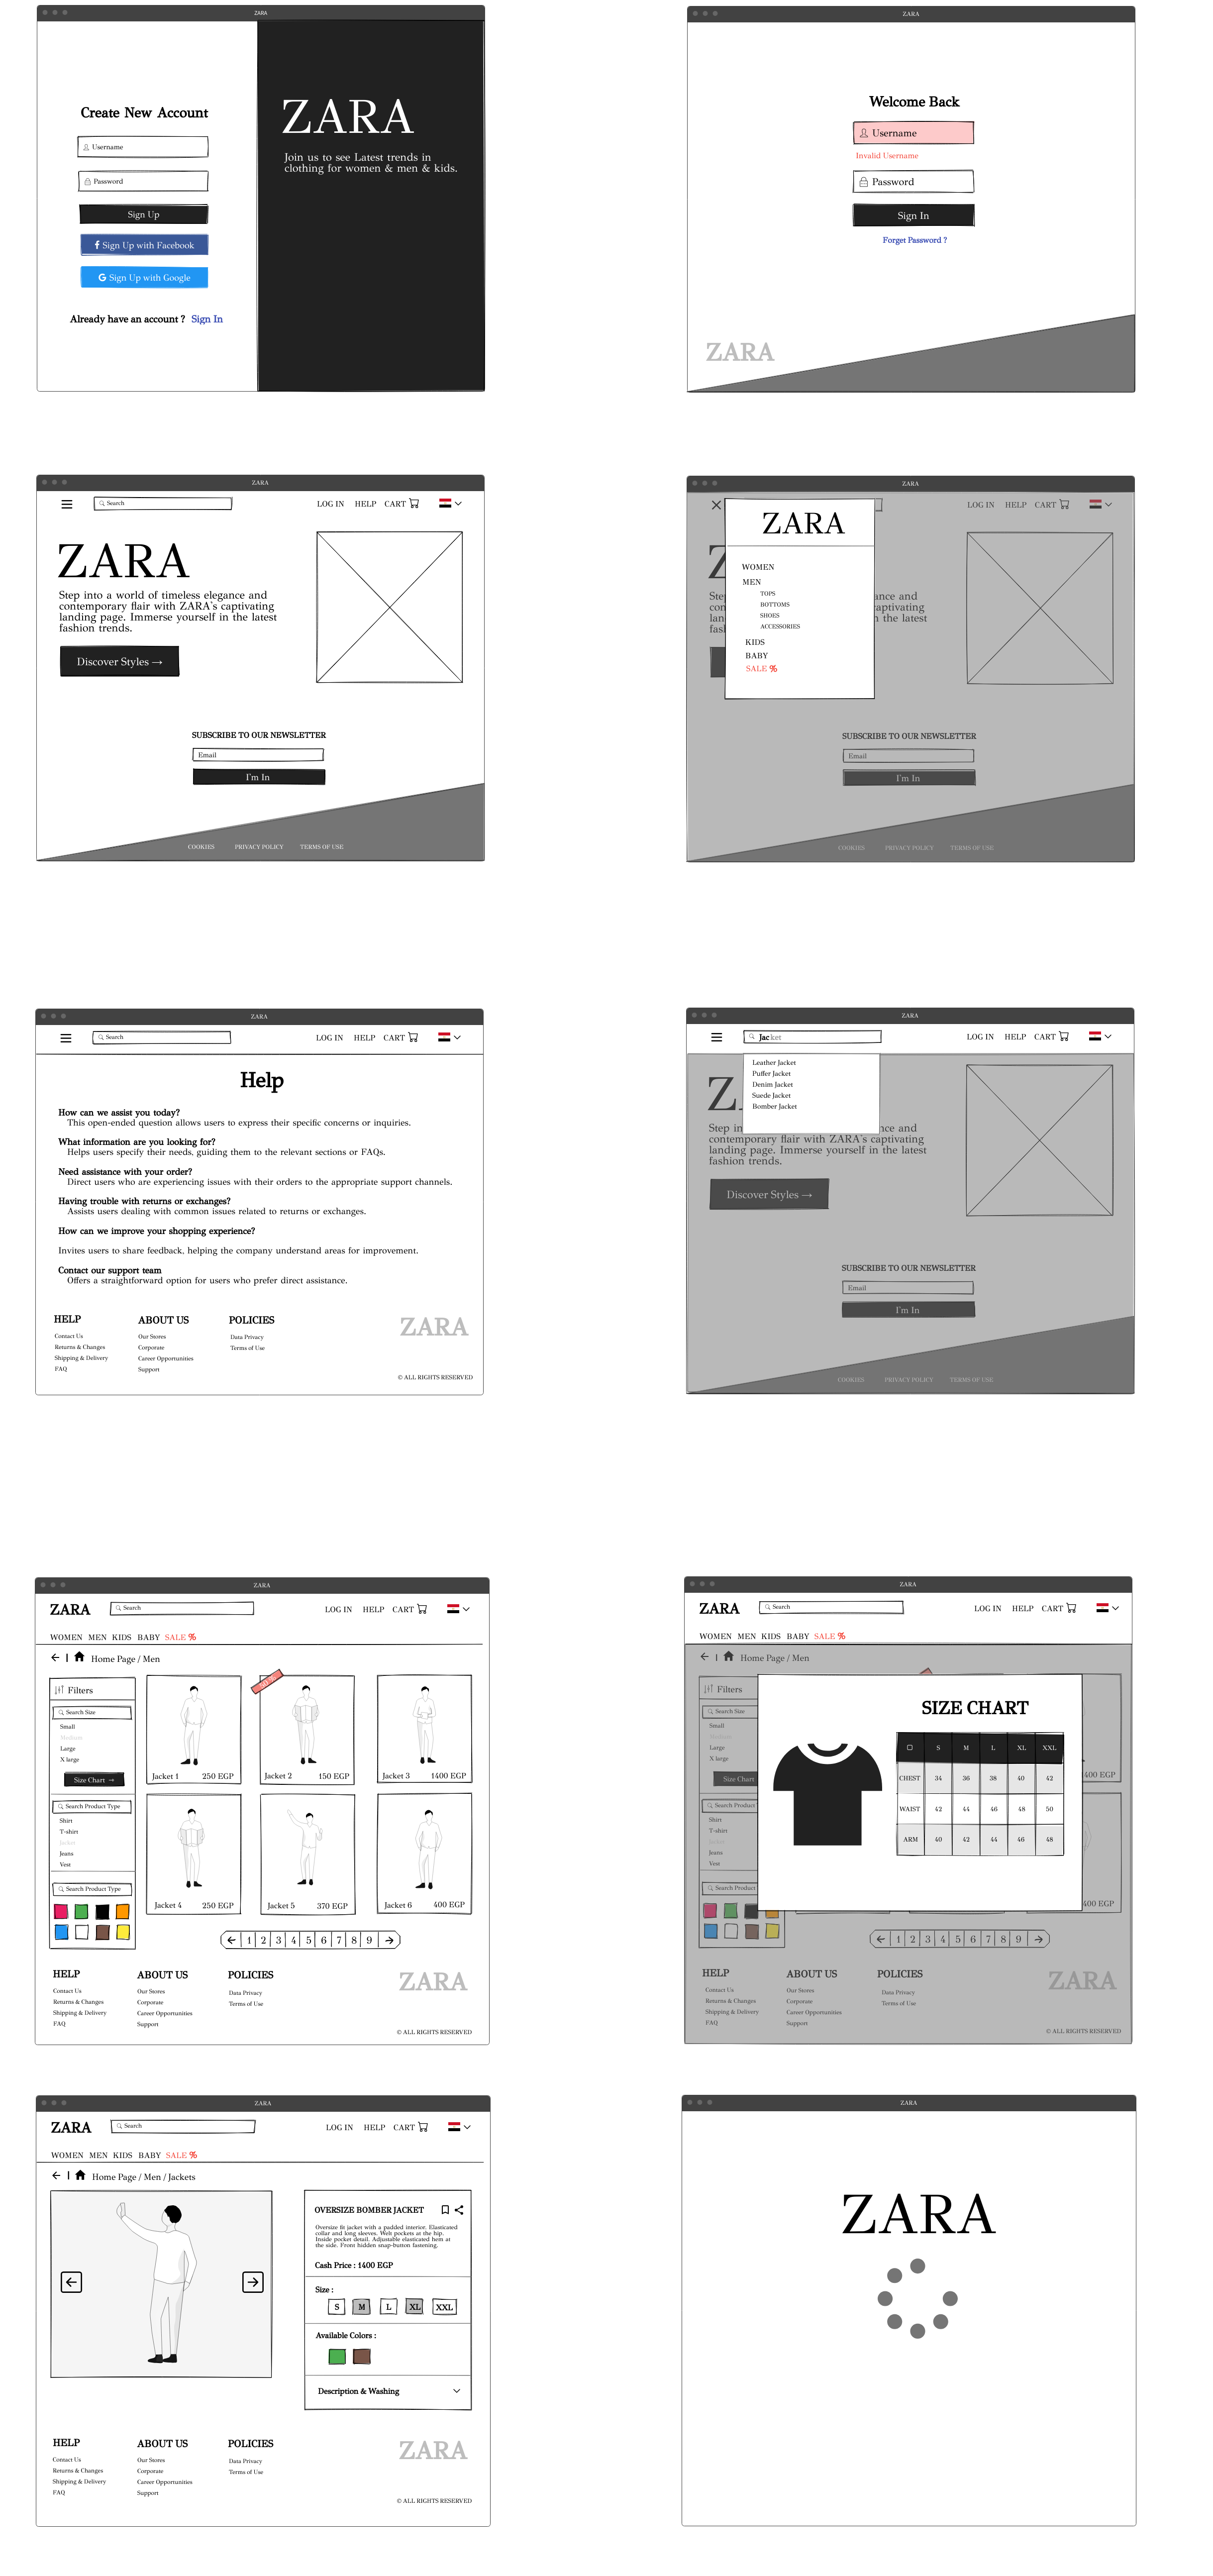 ZARA
Create New Account
Username
Password
Sign Up
Sign Up with Facebook
Sign Up with Google
Already have an account ? Sign In
ZARA
Join us to see Latest trends in
clothing for women & men & kids.
ZARA
Welcome Back
Username
Invalid Username
Password
Sign In
Forget Password ?
ZARA
ZARA
Search
LOG IN HELP CART
ZARA
Step into a world of timeless elegance and
contemporary flair with ZARA's captivating
landing page. Immerse yourself in the latest
fashion trends.
Discover Styles →
SUBSCRIBE TO OUR NEWSLETTER
Email
I'm In
COOKIES PRIVACY POLICY TERMS OF USE
ZARA
LOG IN HELP CART
ZARA
WOMEN
MEN
TOPS
BOTTOMS
SHOES
ACCESSORIES
KIDS
BABY
SALE %
Step ance and
con captivating
land n the latest
fasl
SUBSCRIBE TO OUR NEWSLETTER
Email
I'm In
COOKIES PRIVACY POLICY TERMS OF USE
ZARA
Search
LOG IN HELP CART
Help
How can we assist you today?
This open-ended question allows users to express their specific concerns or inquiries.
What information are you looking for?
Helps users specify their needs, guiding them to the relevant sections or FAQs.
Need assistance with your order?
Direct users who are experiencing issues with their orders to the appropriate support channels.
Having trouble with returns or exchanges?
Assists users dealing with common issues related to returns or exchanges.
How can we improve your shopping experience?
Invites users to share feedback, helping the company understand areas for improvement.
Contact our support team
Offers a straightforward option for users who prefer direct assistance.
HELP
Contact Us
Returns & Changes
Shipping & Delivery
FAQ
ABOUT US
Our Stores
Corporate
Career Opportunities
Support
POLICIES
Data Privacy
Terms of Use
ZARA
© ALL RIGHTS RESERVED
ZARA
Jacket
LOG IN HELP CART
Leather Jacket
Puffer Jacket
Denim Jacket
Suede Jacket
Bomber Jacket
Z
Step in nce and
contemporary flair with ZARA's captivating
landing page. Immerse yourself in the latest
fashion trends.
Discover Styles →
SUBSCRIBE TO OUR NEWSLETTER
Email
I'm In
COOKIES PRIVACY POLICY TERMS OF USE
ZARA
ZARA
Search
LOG IN HELP CART
WOMEN MEN KIDS BABY SALE %
Home Page / Men
Filters
Search Size
Small
Medium
Large
X large
Size Chart →
Search Product Type
Shirt
T-shirt
Jacket
Jeans
Vest
Search Product Type
Jacket 1 250 EGP
Jacket 2 150 EGP
Jacket 3 1400 EGP
Jacket 4 250 EGP
Jacket 5 370 EGP
Jacket 6 400 EGP
← 1 2 3 4 5 6 7 8 9 →
HELP
Contact Us
Returns & Changes
Shipping & Delivery
FAQ
ABOUT US
Our Stores
Corporate
Career Opportunities
Support
POLICIES
Data Privacy
Terms of Use
ZARA
© ALL RIGHTS RESERVED
ZARA
ZARA
Search
LOG IN HELP CART
WOMEN MEN KIDS BABY SALE %
Home Page / Men
Filters
Search Size
Small
Medium
Large
X large
Size Chart
Search Product
Shirt
T-shirt
Jacket
Jeans
Vest
Search Product
SIZE CHART
S M L XL XXL
CHEST 34 36 38 40 42
WAIST 42 44 46 48 50
ARM 40 42 44 46 48
400 EGP
400 EGP
← 1 2 3 4 5 6 7 8 9 →
HELP
Contact Us
Returns & Changes
Shipping & Delivery
FAQ
ABOUT US
Our Stores
Corporate
Career Opportunities
Support
POLICIES
Data Privacy
Terms of Use
ZARA
© ALL RIGHTS RESERVED
ZARA
ZARA
Search
LOG IN HELP CART
WOMEN MEN KIDS BABY SALE %
Home Page / Men / Jackets
OVERSIZE BOMBER JACKET
Oversize fit jacket with a padded interior. Elasticated
collar and long sleeves. Welt pockets at the hip.
Inside pocket detail. Adjustable elasticated hem at
the side. Front hidden snap-button fastening.
Cash Price : 1400 EGP
Size :
S M L XL XXL
Available Colors :
Description & Washing
HELP
Contact Us
Returns & Changes
Shipping & Delivery
FAQ
ABOUT US
Our Stores
Corporate
Career Opportunities
Support
POLICIES
Data Privacy
Terms of Use
ZARA
© ALL RIGHTS RESERVED
ZARA
ZARA